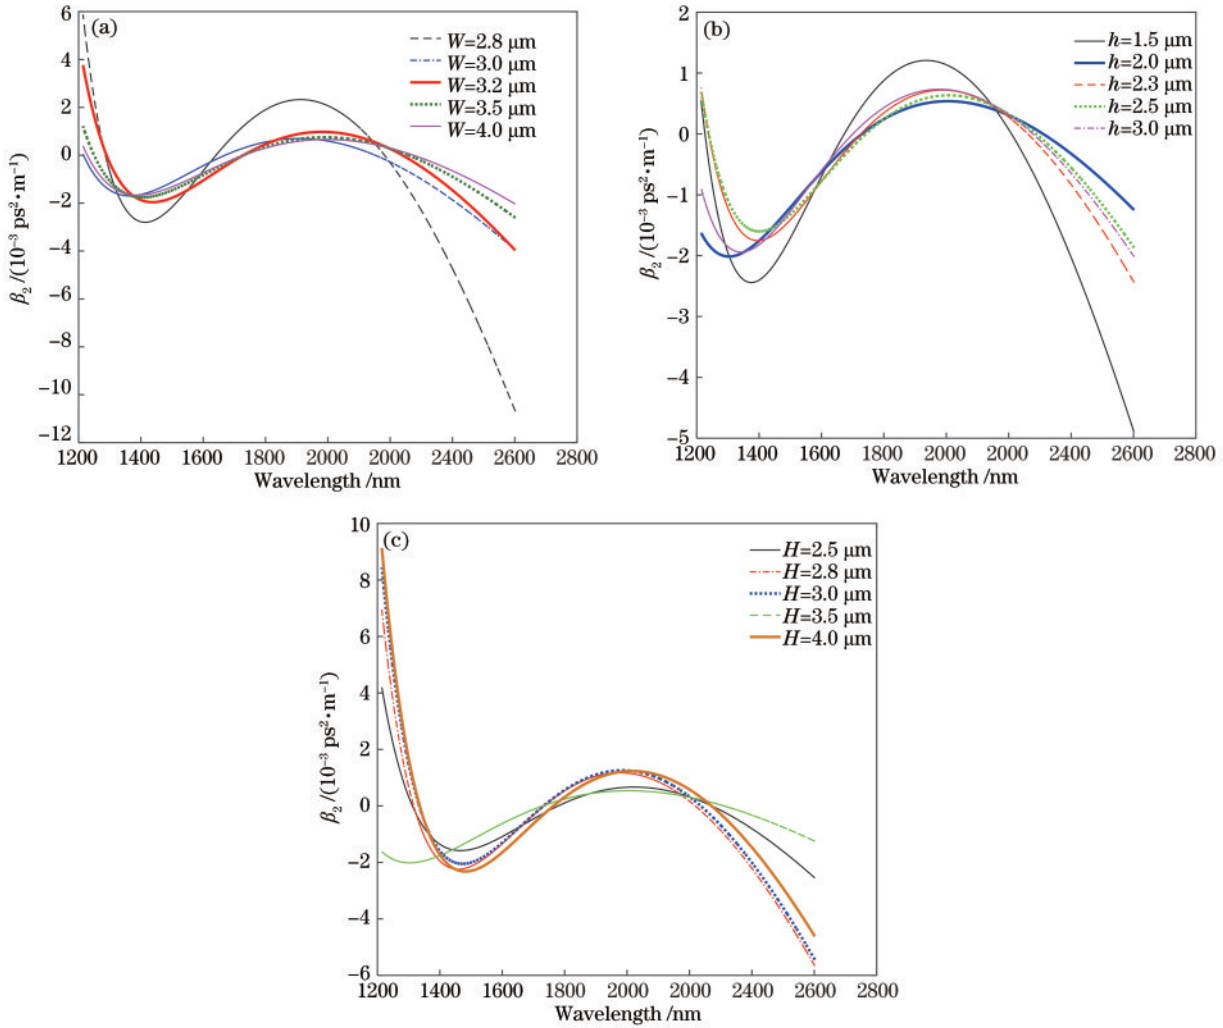 (a)
6
4
2
0
−2
−4
−6
−8
−10
−12
β₂ /(10⁻³ ps²·m⁻¹)
W=2.8 μm
W=3.0 μm
W=3.2 μm
W=3.5 μm
W=4.0 μm
1200 1400 1600 1800 2000 2000 2400 2600 2800
Wavelength /nm
(b)
2
1
0
−1
−2
−3
−4
−5
β₂ /(10⁻³ ps²·m⁻¹)
h=1.5 μm
h=2.0 μm
h=2.3 μm
h=2.5 μm
h=3.0 μm
1200 1400 1600 1800 2000 2000 2400 2600 2800
Wavelength /nm
(c)
10
8
6
4
2
0
−2
−4
−6
β₂ /(10⁻³ ps²·m⁻¹)
H=2.5 μm
H=2.8 μm
H=3.0 μm
H=3.5 μm
H=4.0 μm
1200 1400 1600 1800 2000 2000 2400 2600 2800
Wavelength /nm